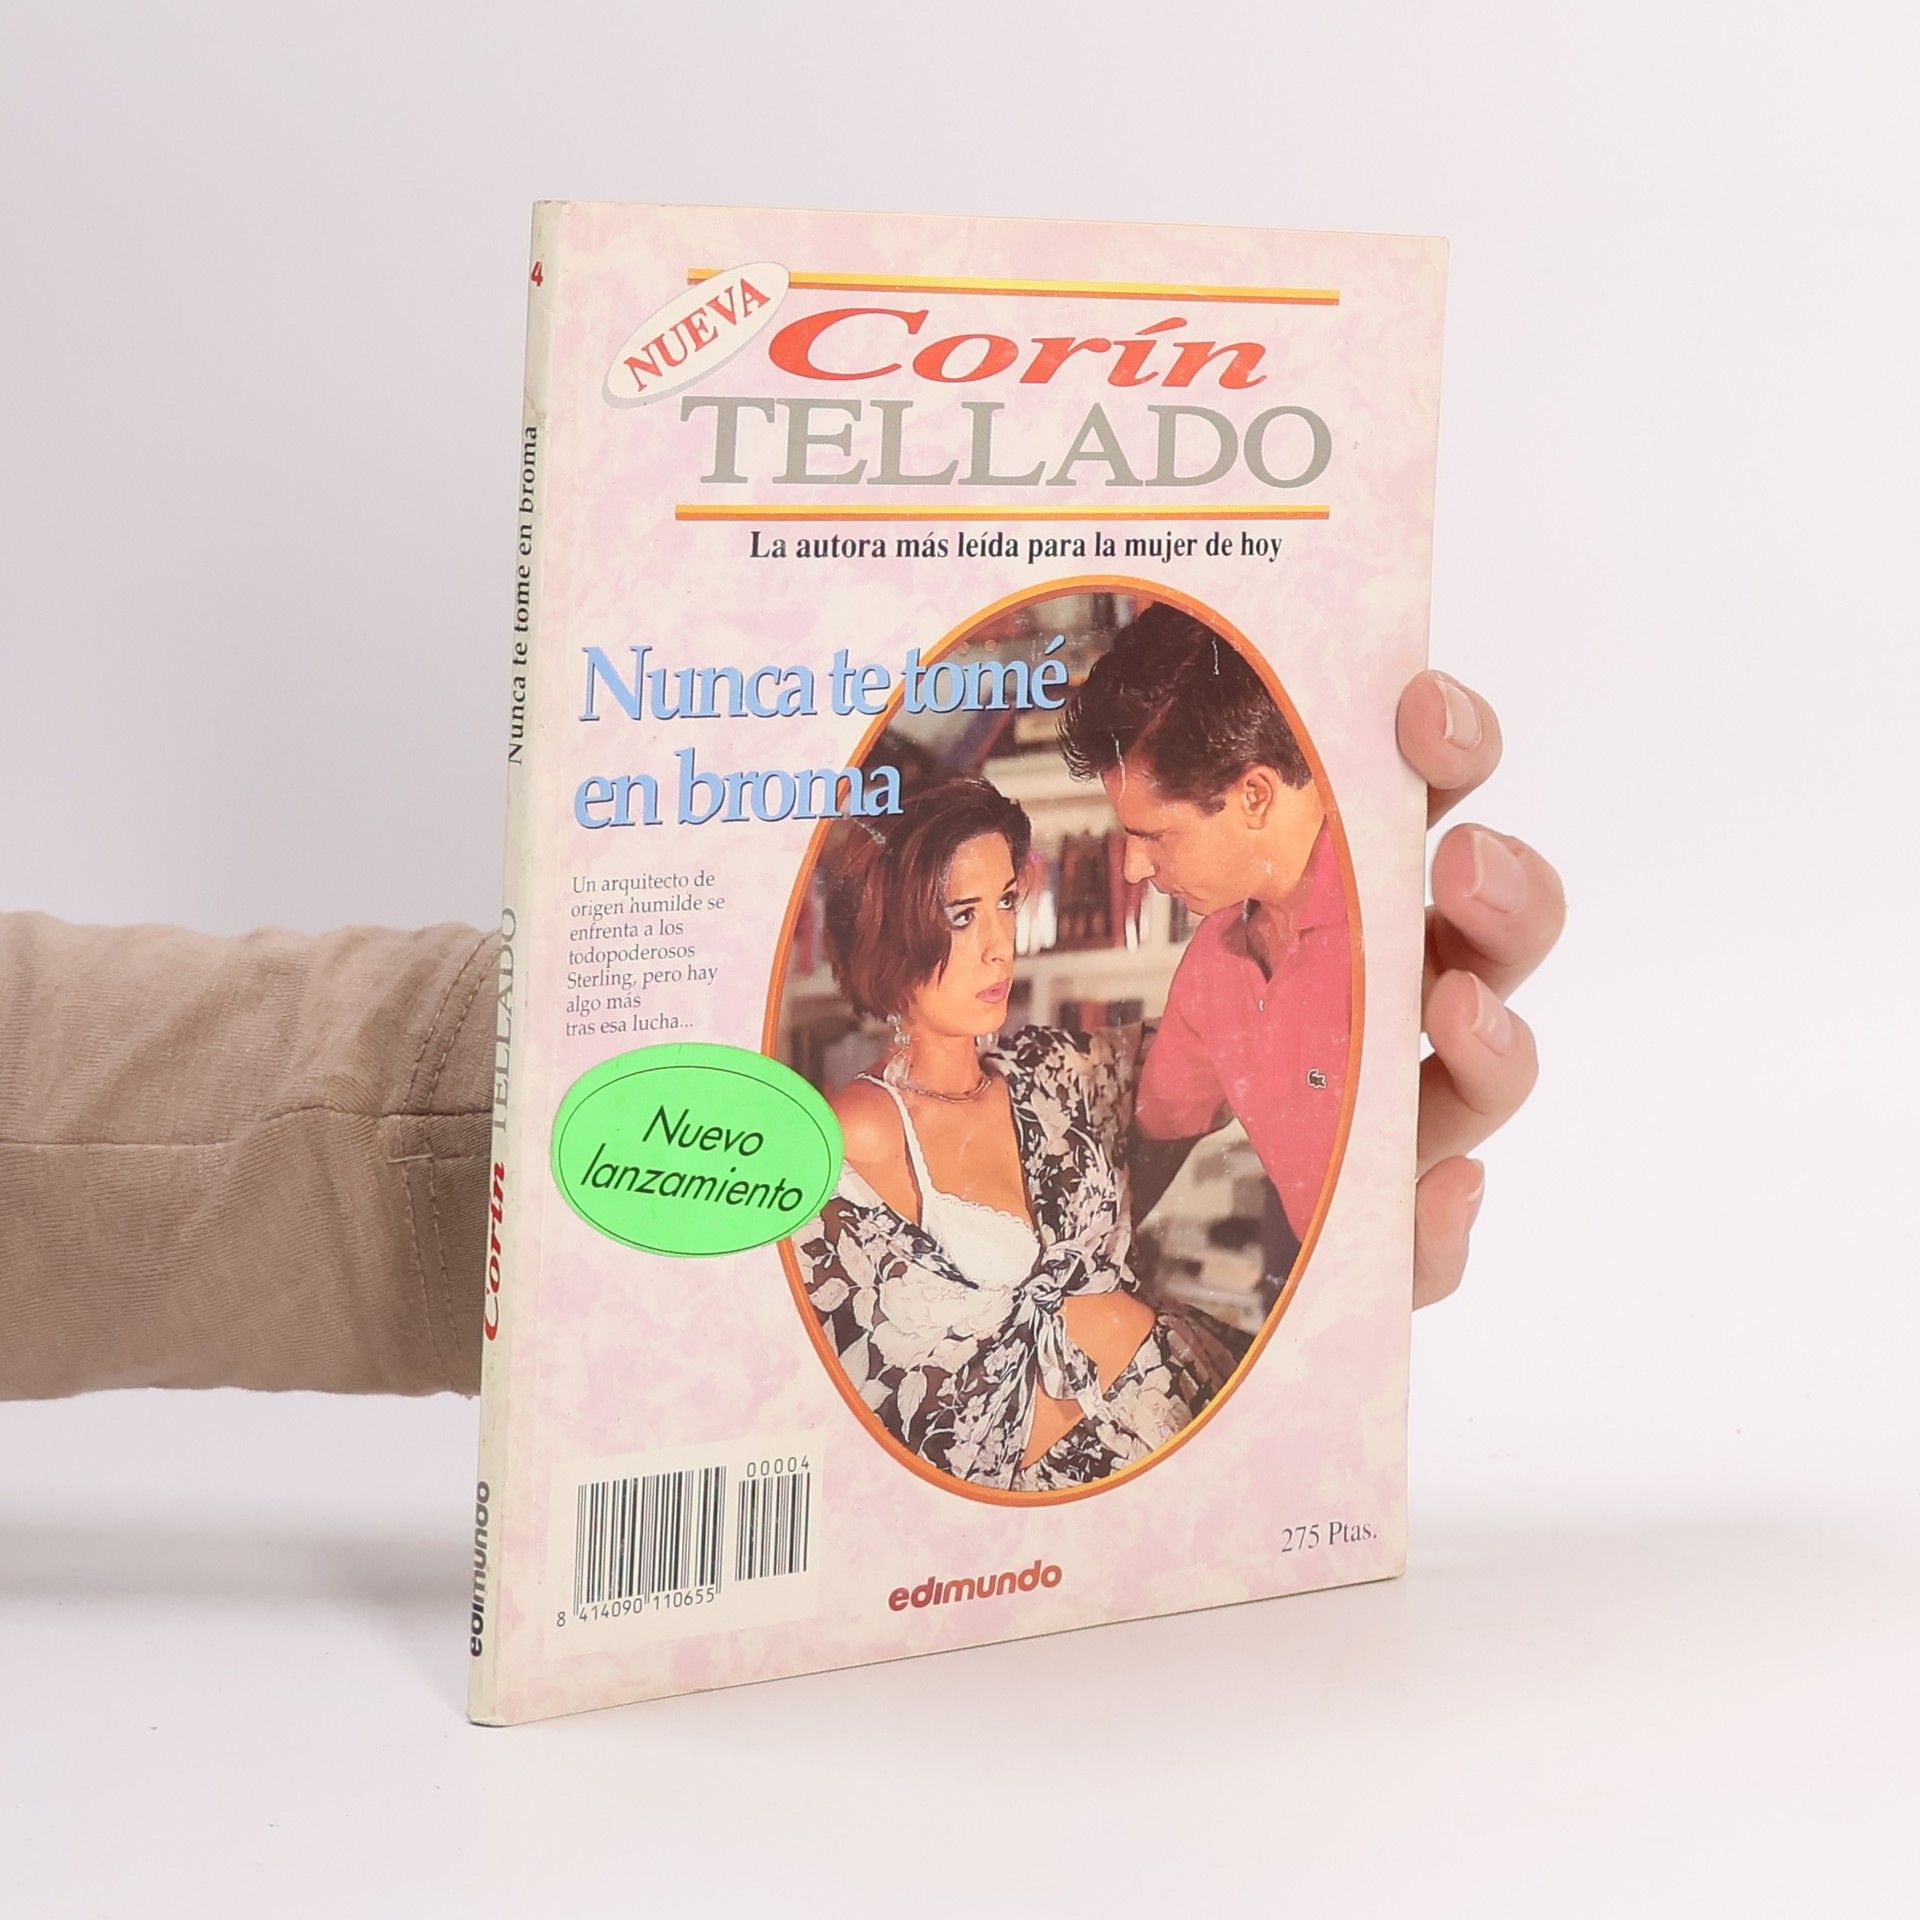 NUEVA
Corín
TELLADO
La autora más leída para la mujer de hoy
Nunca te tomé
en broma
Un arquitecto de
origen humilde se
enfrenta a los
todopoderosos
Sterling, pero hay
algo más
tras esa lucha...
Nuevo
lanzamiento
00004
8 414090 110655
edimundo
275 Ptas.
4
Nunca te tome en broma
Corín TELLADO
edimundo